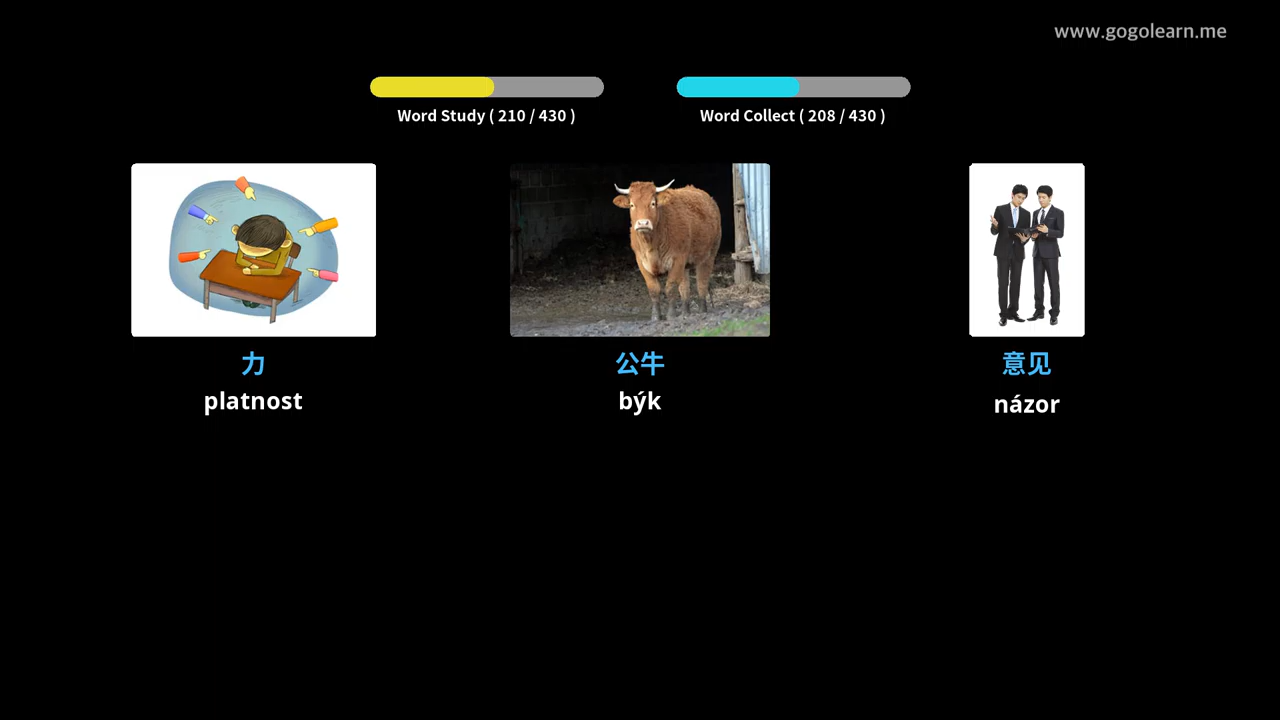 www.gogolearn.me
Word Study ( 210 / 430 )
Word Collect ( 208 / 430 )
力
platnost
公牛
býk
意见
názor